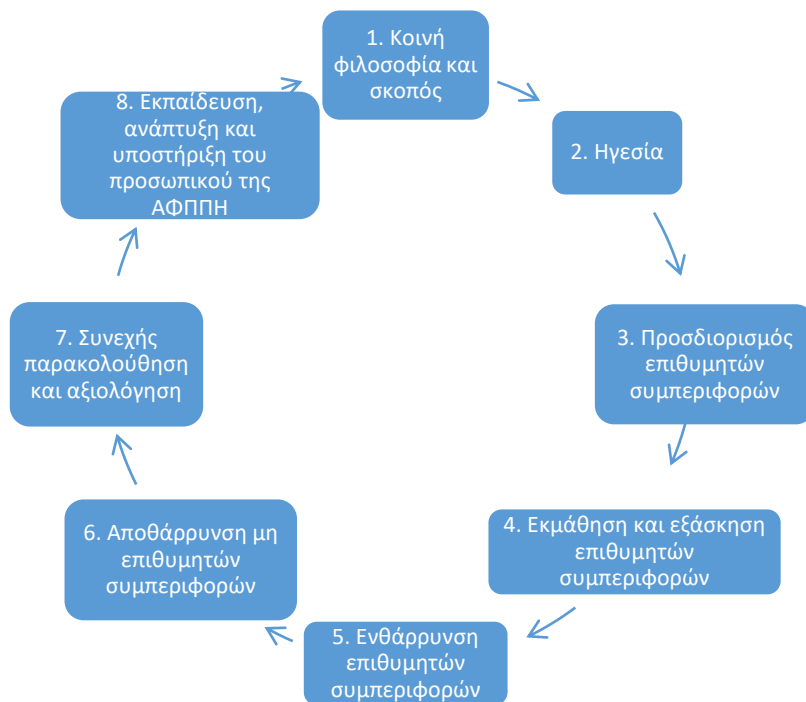 1. Κοινή
φιλοσοφία και
σκοπός
2. Ηγεσία
3. Προσδιορισμός
επιθυμητών
συμπεριφορών
4. Εκμάθηση και εξάσκηση
επιθυμητών
συμπεριφορών
5. Ενθάρρυνση
επιθυμητών
συμπεριφορών
6. Αποθάρρυνση μη
επιθυμητών
συμπεριφορών
7. Συνεχής
παρακολούθηση
και αξιολόγηση
8. Εκπαίδευση,
ανάπτυξη και
υποστήριξη του
προσωπικού της
ΑΦΠΠΗ